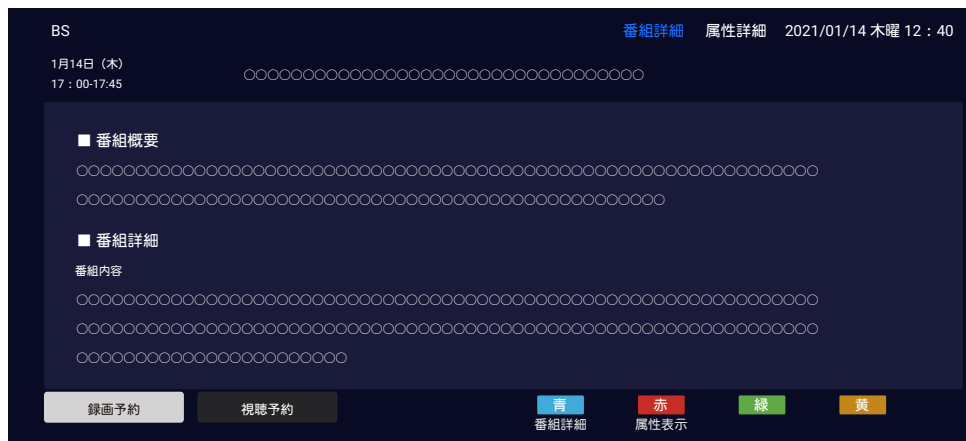 BS 番組詳細 属性詳細 2021/01/14 木曜 12：40
1月14日（木）
17：00-17:45
○○○○○○○○○○○○○○○○○○○○○○○○○○○○○○○○○○
■ 番組概要
○○○○○○○○○○○○○○○○○○○○○○○○○○○○○○○○○○○○○○○○○○○○○○○○○○○○○○○○○○○○○○○
○○○○○○○○○○○○○○○○○○○○○○○○○○○○○○○○○○○○○○○○○○○○○○○○○○
■ 番組詳細
番組内容
○○○○○○○○○○○○○○○○○○○○○○○○○○○○○○○○○○○○○○○○○○○○○○○○○○○○○○○○○○○○○○○
○○○○○○○○○○○○○○○○○○○○○○○○○○○○○○○○○○○○○○○○○○○○○○○○○○○○○○○○○○○○○○○
○○○○○○○○○○○○○○○○○○○○○○○
録画予約 視聴予約 青 赤 緑 黄
番組詳細 属性表示